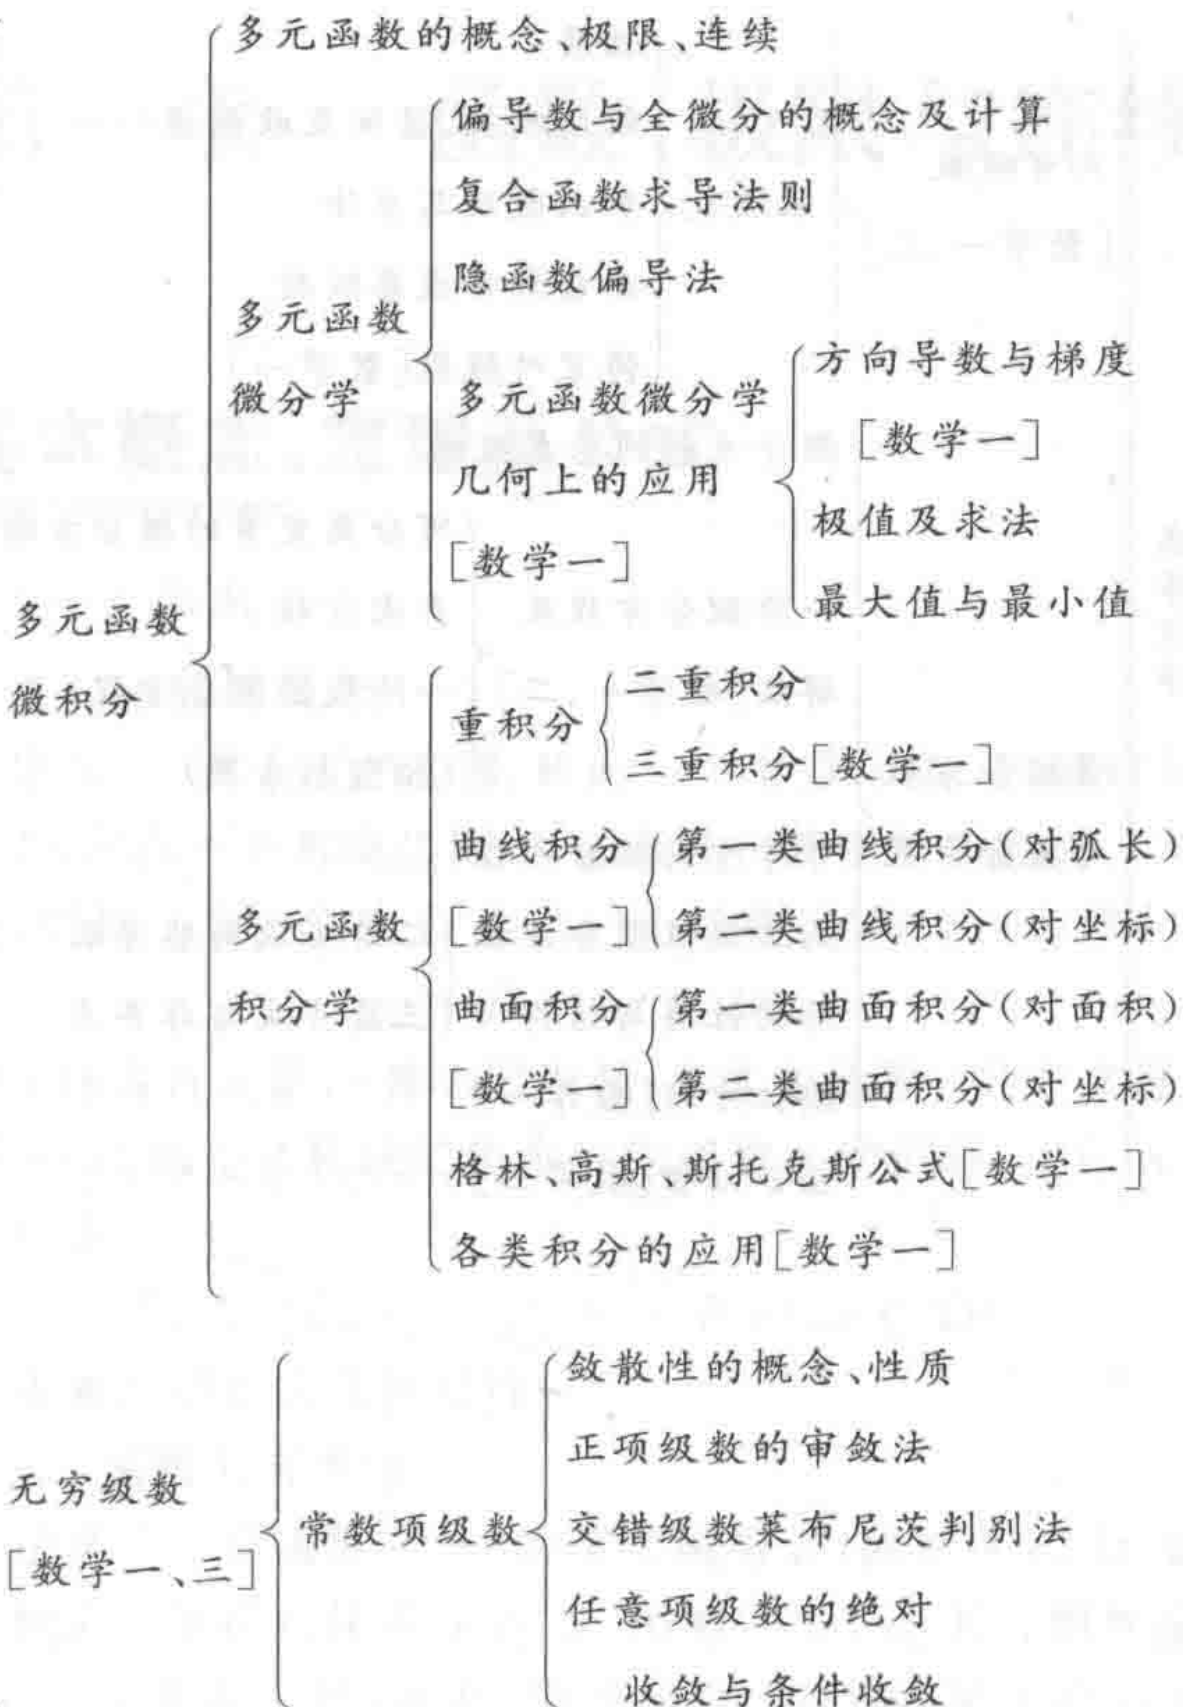 多元函数的概念、极限、连续
多元函数
微分学
偏导数与全微分的概念及计算
复合函数求导法则
隐函数偏导法
多元函数微分学
几何上的应用
[数学一]
方向导数与梯度
[数学一]
极值及求法
最大值与最小值
多元函数
微积分
多元函数
积分学
重积分
二重积分
三重积分[数学一]
曲线积分
[数学一]
第一类曲线积分(对弧长)
第二类曲线积分(对坐标)
曲面积分
[数学一]
第一类曲面积分(对面积)
第二类曲面积分(对坐标)
格林、高斯、斯托克斯公式[数学一]
各类积分的应用[数学一]
无穷级数
[数学一、三]
常数项级数
敛散性的概念、性质
正项级数的审敛法
交错级数莱布尼茨判别法
任意项级数的绝对
收敛与条件收敛